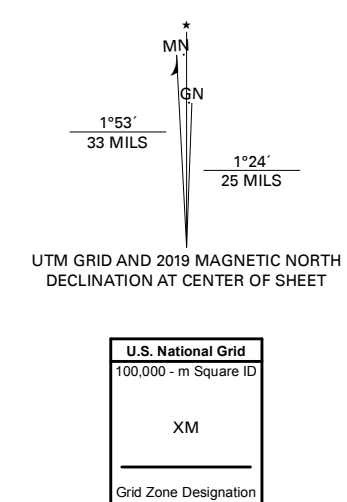 ★
MN
GN
1°53´
33 MILS
1°24´
25 MILS
UTM GRID AND 2019 MAGNETIC NORTH
DECLINATION AT CENTER OF SHEET
U.S. National Grid
100,000 - m Square ID
XM
Grid Zone Designation